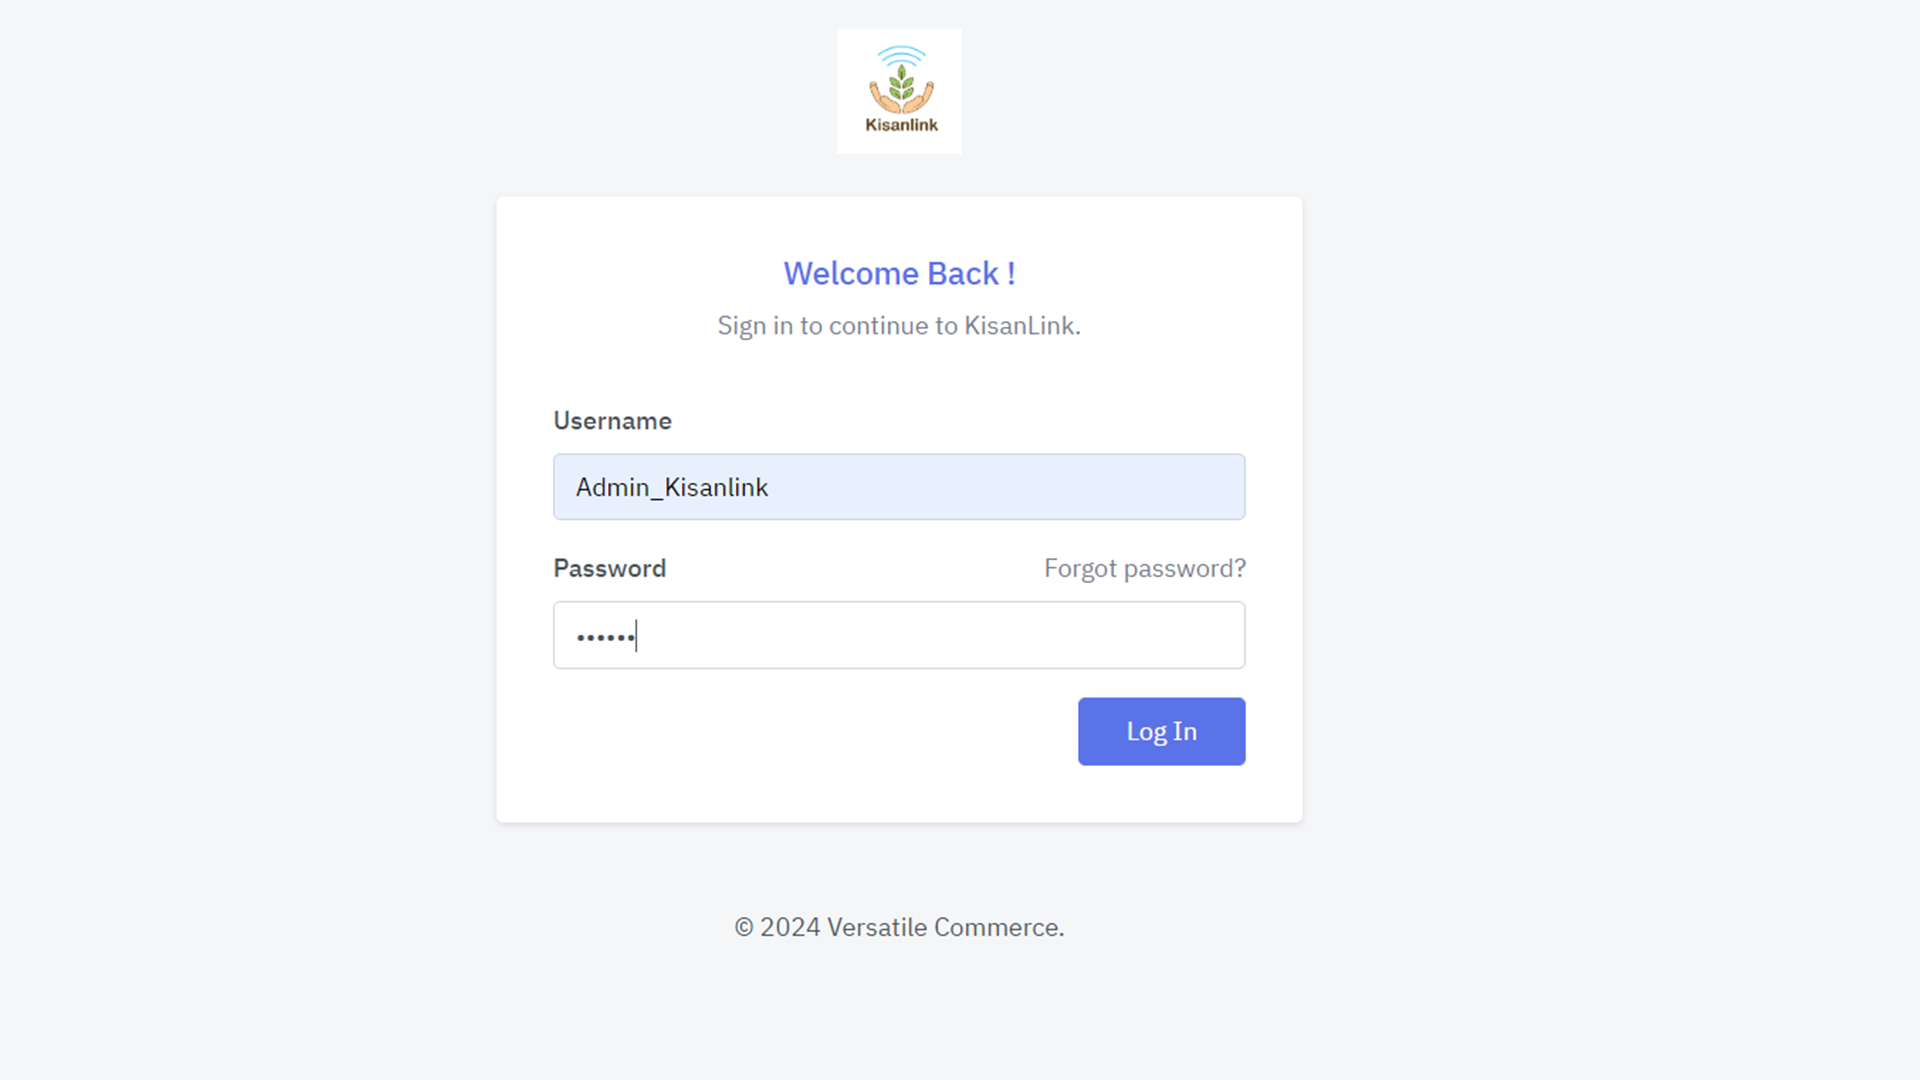 Kisanlink
Welcome Back !
Sign in to continue to KisanLink.
Username
Admin_Kisanlink
Password Forgot password?
••••••
Log In
© 2024 Versatile Commerce.